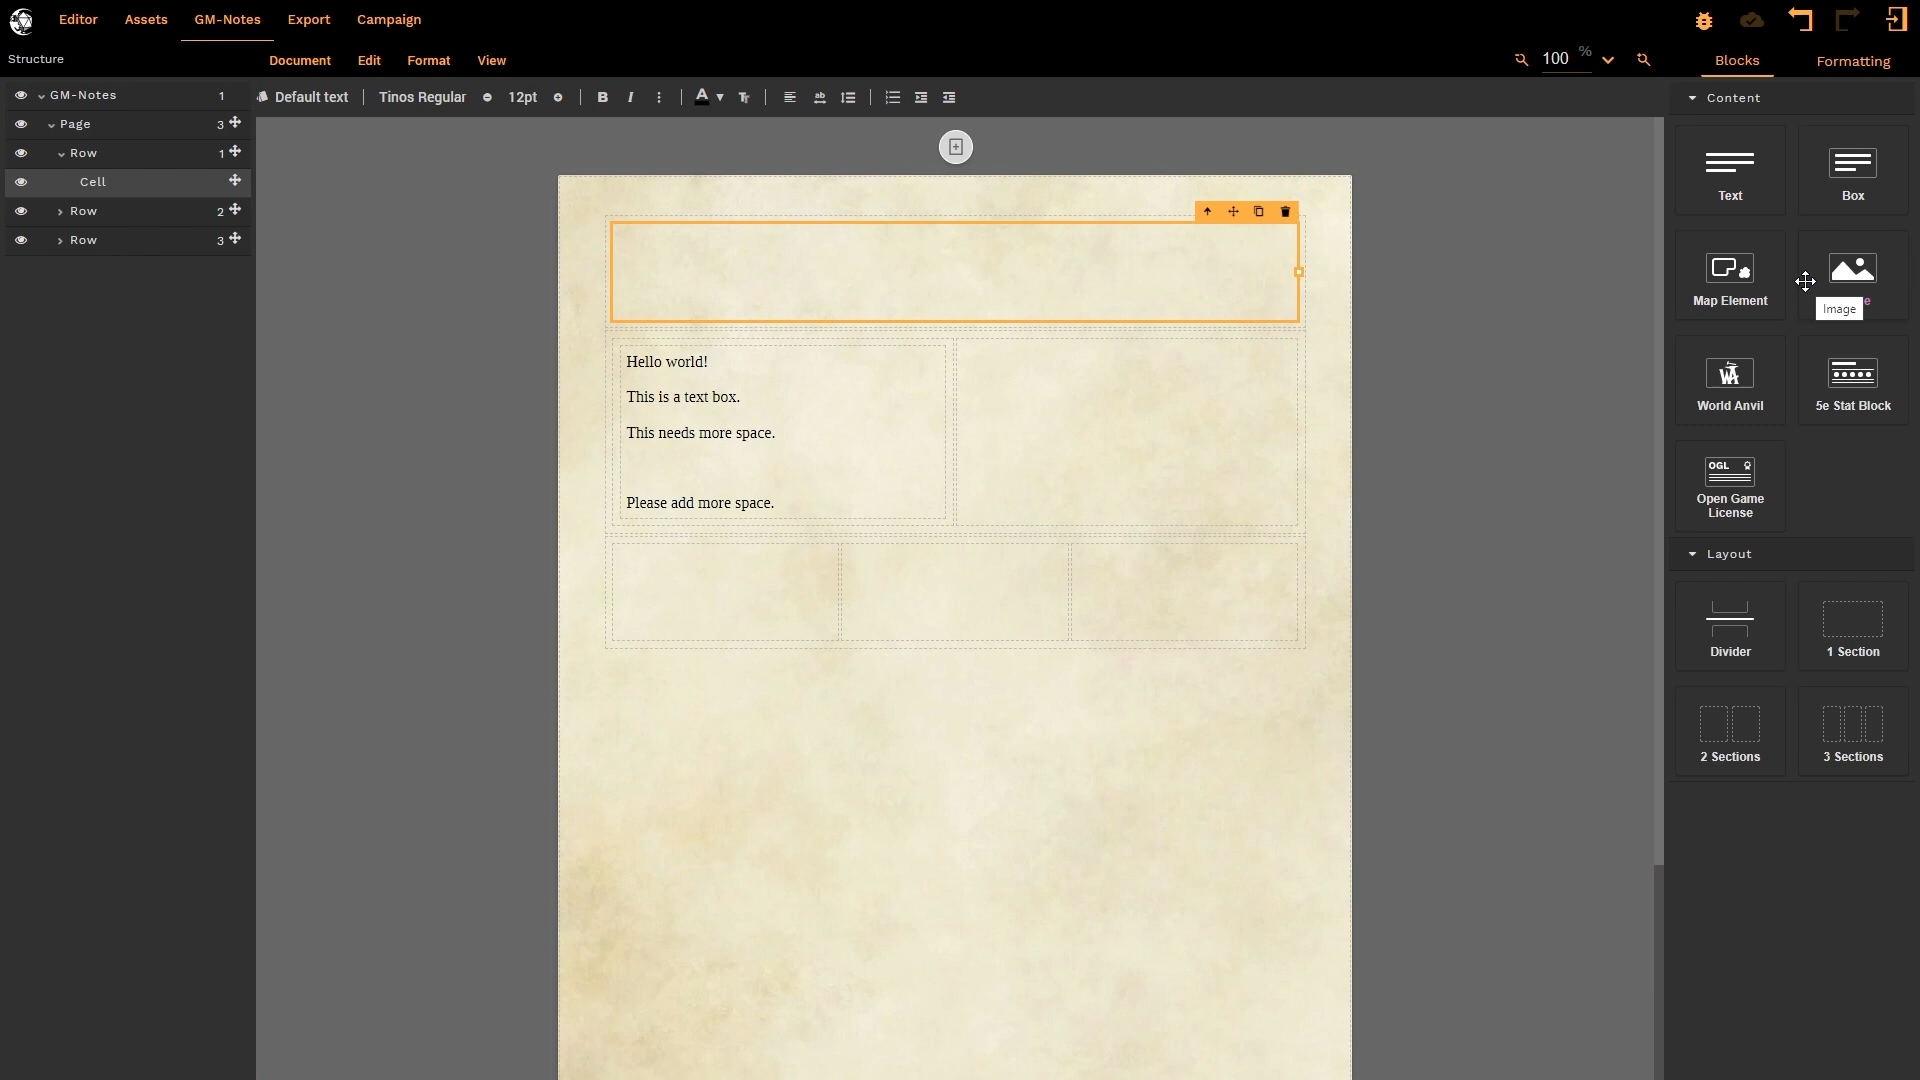 Editor Assets GM-Notes Export Campaign
Structure
Document Edit Format View
100 %
Blocks Formatting
GM-Notes 1
Page 3
Row 1
Cell
Row 2
Row 3
Default text Tinos Regular 12pt B I A
Content
Text Box
Map Element
Image
World Anvil 5e Stat Block
OGL
Open Game
License
Layout
Divider 1 Section
2 Sections 3 Sections
Hello world!
This is a text box.
This needs more space.
Please add more space.